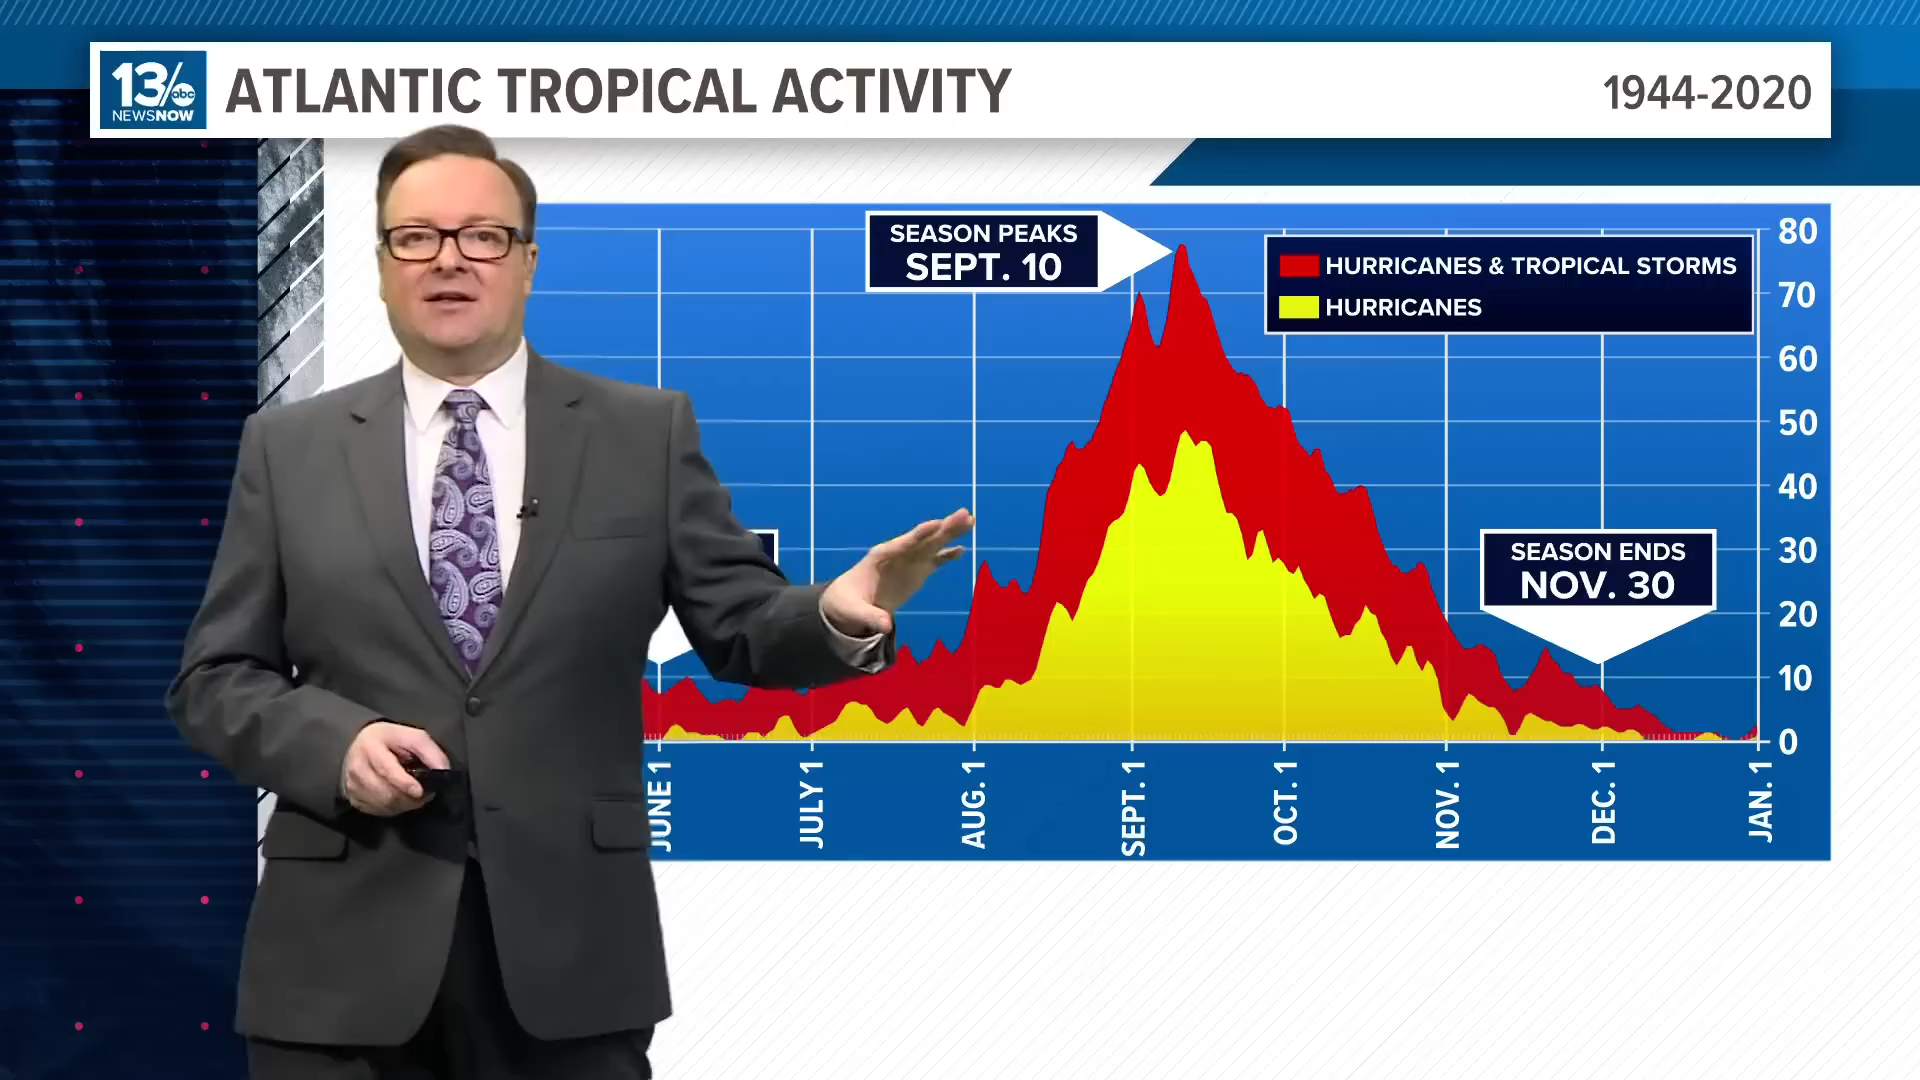 13/abc
NEWSNOW
ATLANTIC TROPICAL ACTIVITY
1944-2020
SEASON PEAKS
SEPT. 10
HURRICANES & TROPICAL STORMS
HURRICANES
80
70
60
50
40
30
20
10
0
SEASON ENDS
NOV. 30
JUNE 1
JULY 1
AUG. 1
SEPT. 1
OCT. 1
NOV. 1
DEC. 1
JAN. 1